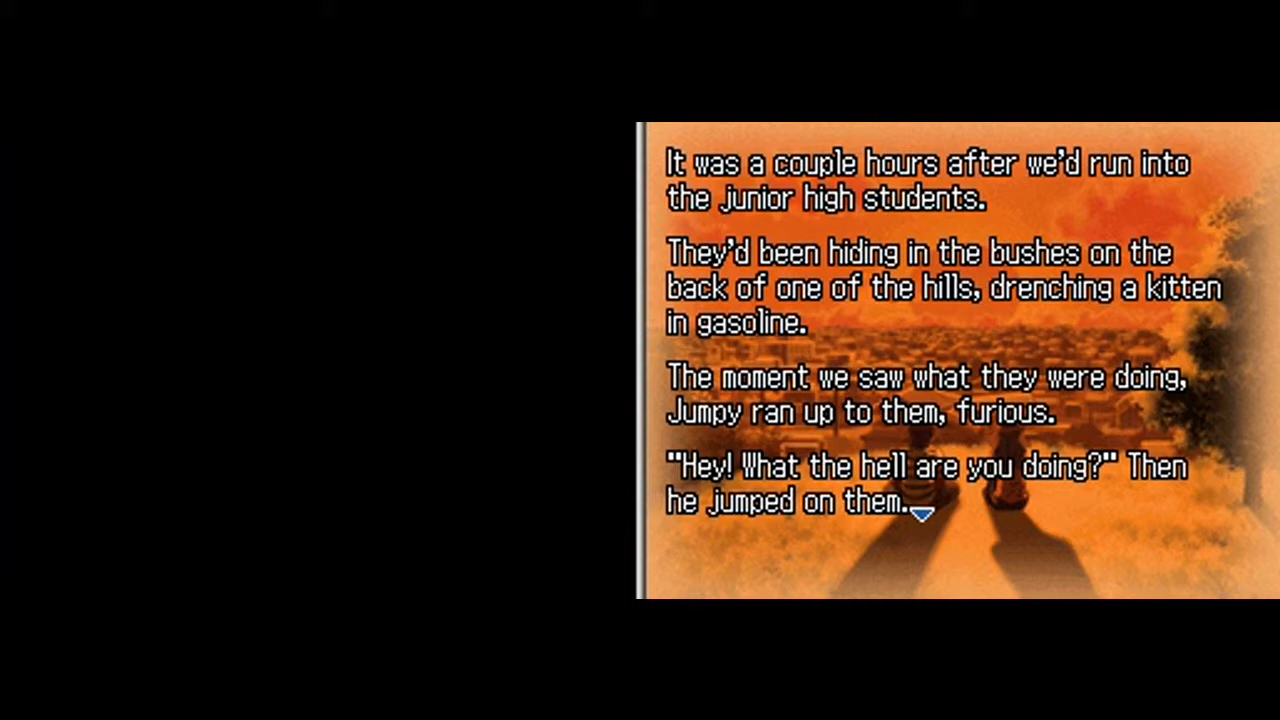 It was a couple hours after we'd run into
the junior high students.
They'd been hiding in the bushes on the
back of one of the hills, drenching a kitten
in gasoline.
The moment we saw what they were doing,
Jumpy ran up to them, furious.
"Hey! What the hell are you doing?" Then
he jumped on them.